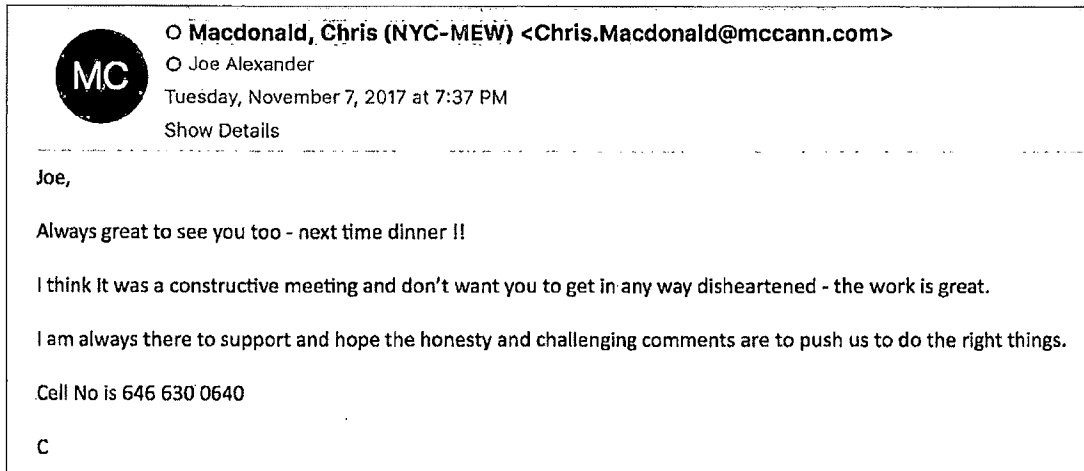 MC
O Macdonald, Chris (NYC-MEW) <Chris.Macdonald@mccann.com>
O Joe Alexander
Tuesday, November 7, 2017 at 7:37 PM
Show Details
Joe,
Always great to see you too - next time dinner !!
I think it was a constructive meeting and don't want you to get in any way disheartened - the work is great.
I am always there to support and hope the honesty and challenging comments are to push us to do the right things.
Cell No is 646 630 0640
C